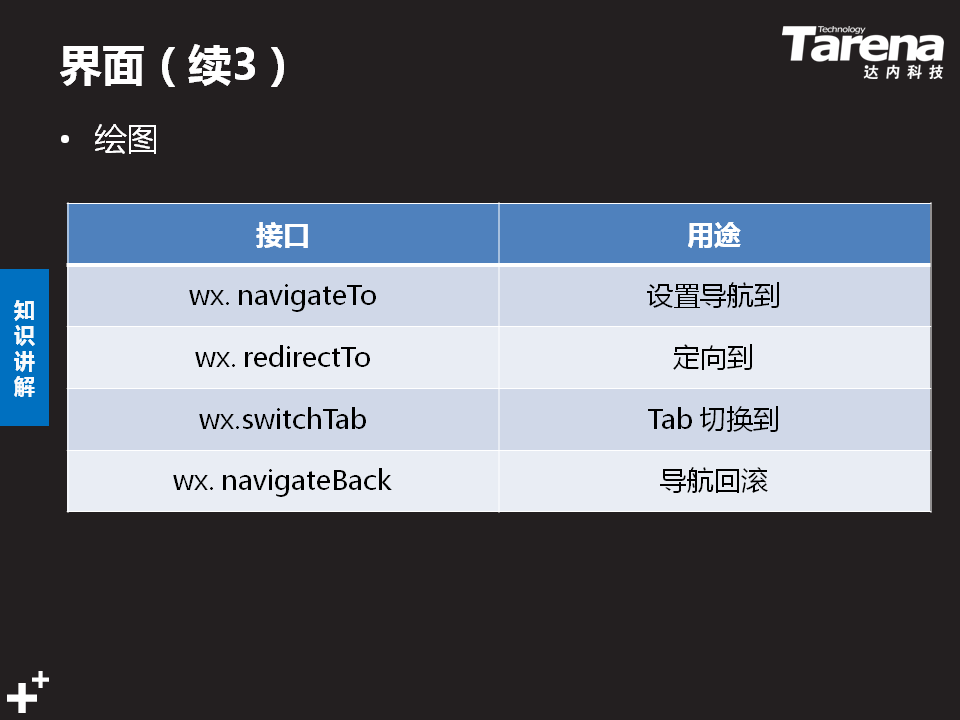 界面（续3）
Technology
Tarena
达内科技
• 绘图
接口 用途
wx. navigateTo 设置导航到
wx. redirectTo 定向到
wx.switchTab Tab 切换到
wx. navigateBack 导航回滚
知
识
讲
解